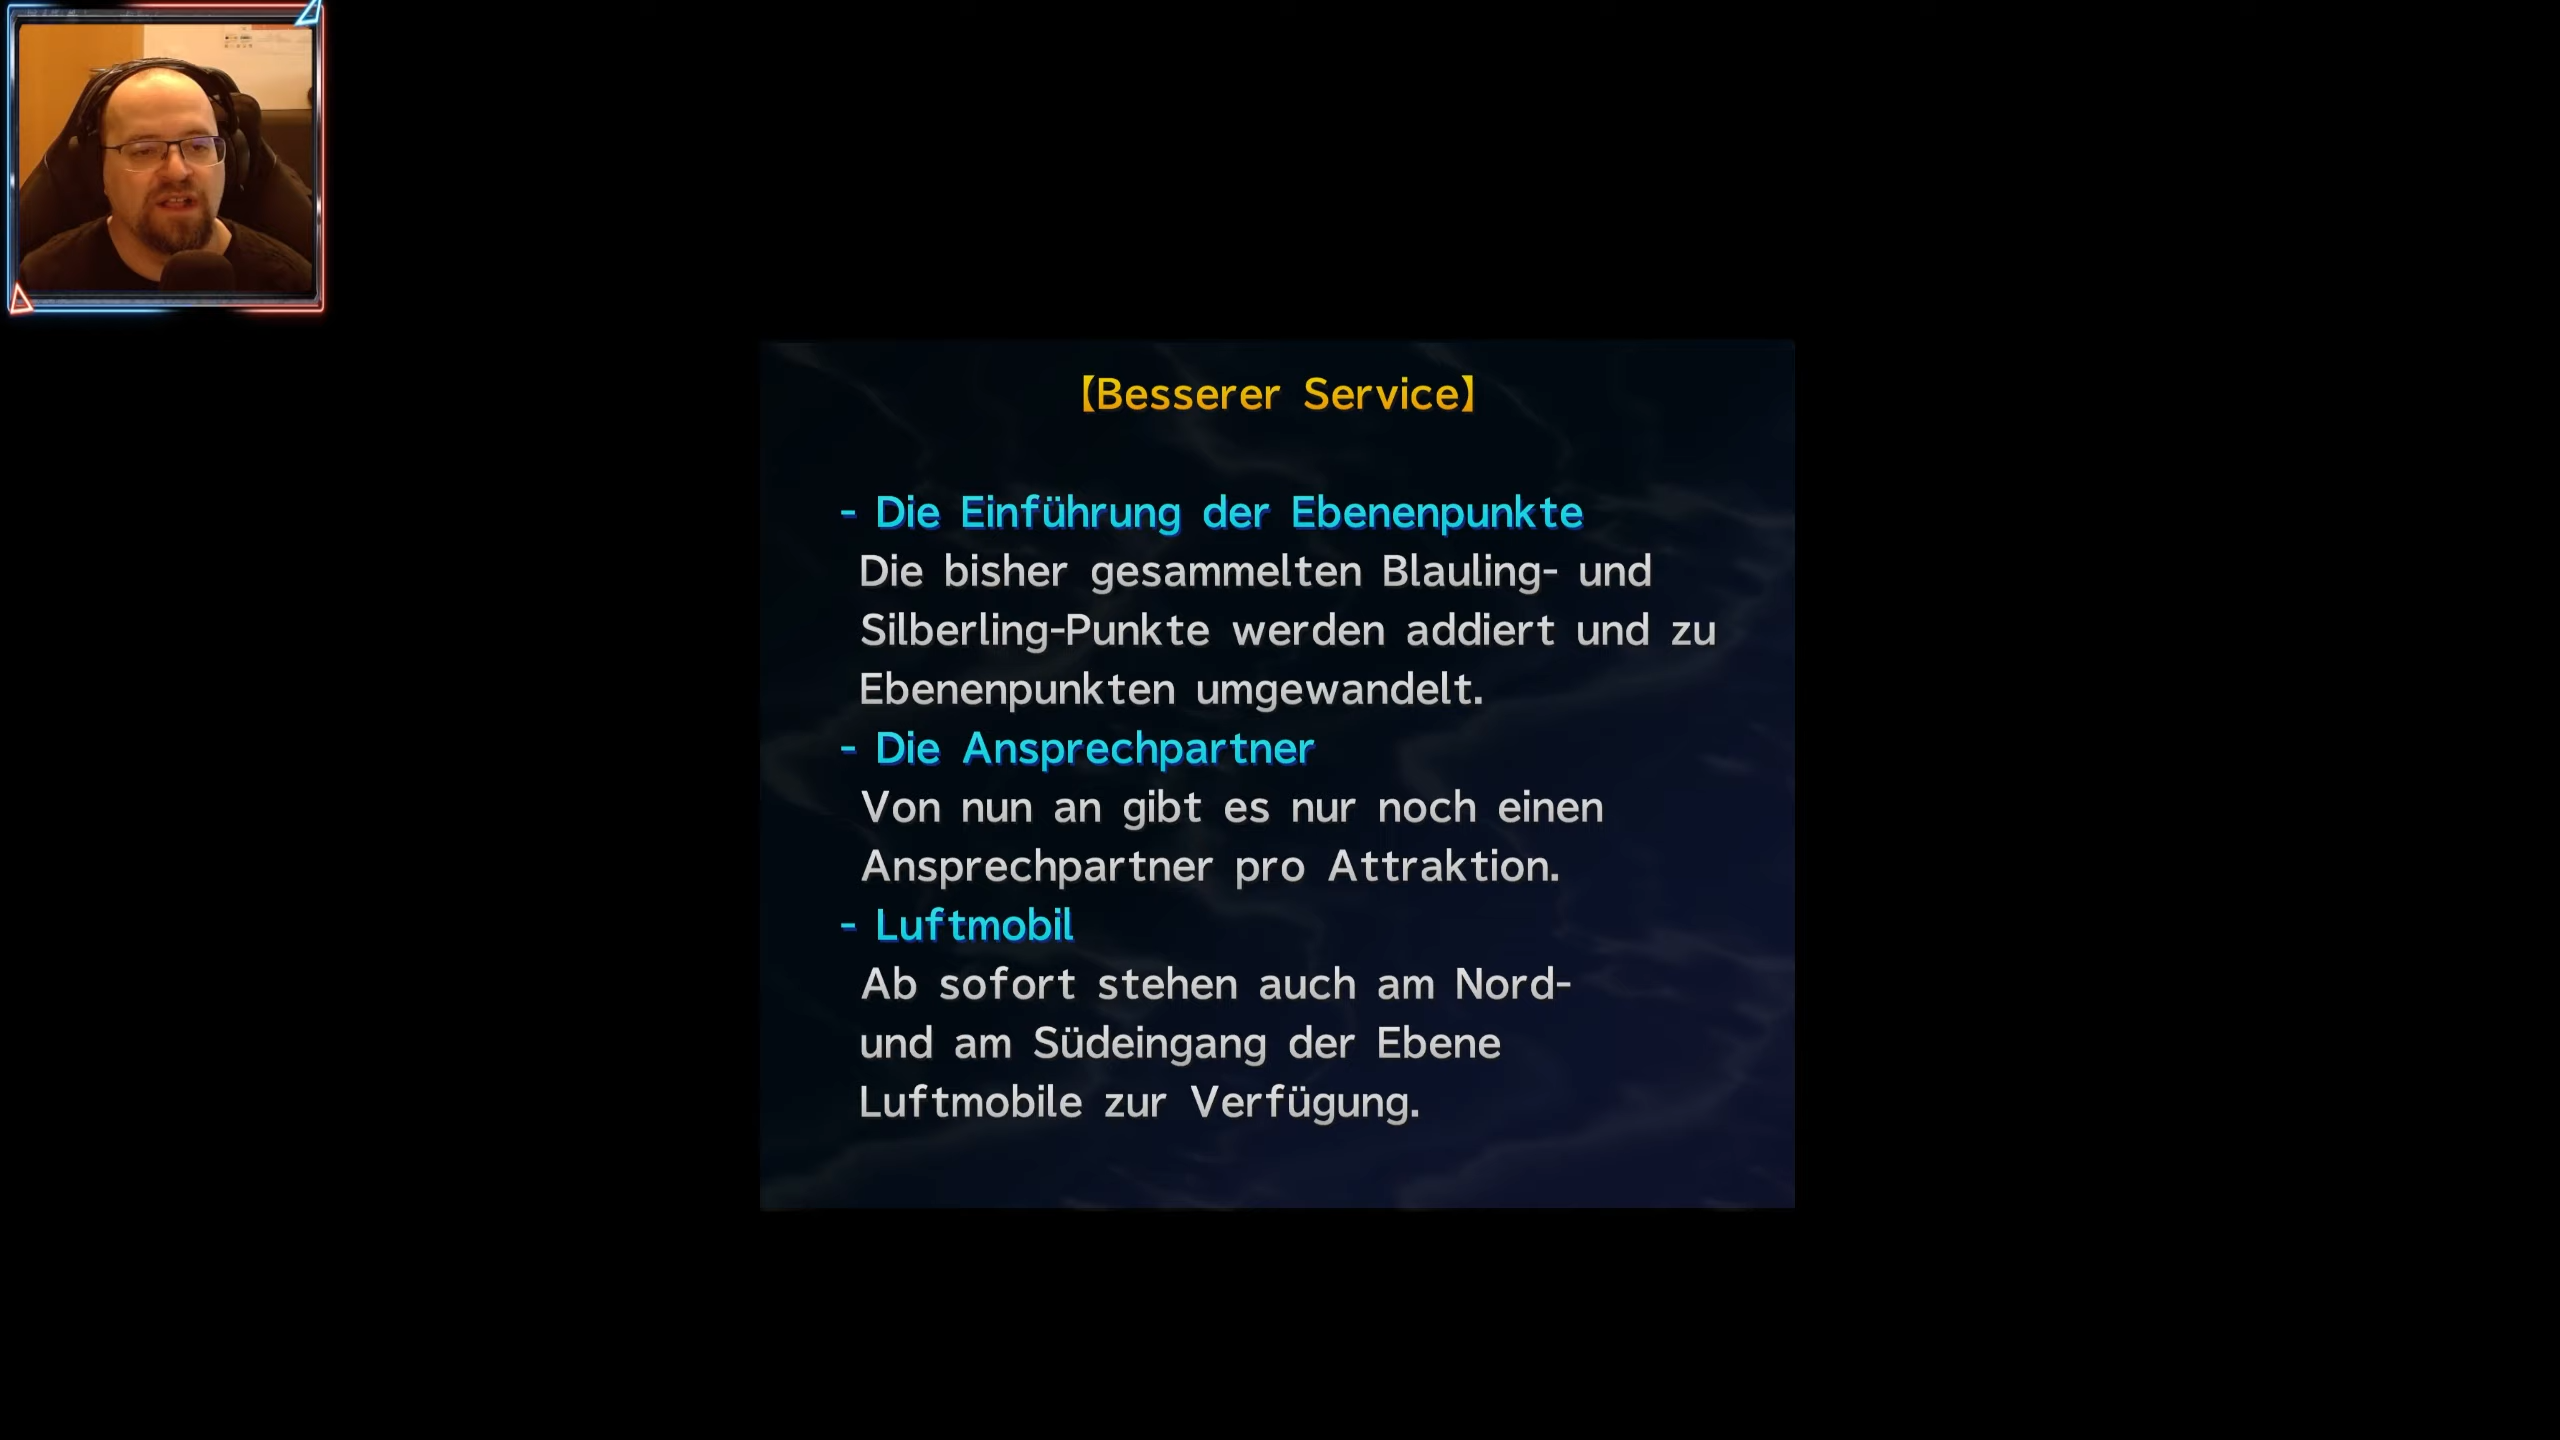 【Besserer Service】
- Die Einführung der Ebenenpunkte
Die bisher gesammelten Blauling- und
Silberling-Punkte werden addiert und zu
Ebenenpunkten umgewandelt.
- Die Ansprechpartner
Von nun an gibt es nur noch einen
Ansprechpartner pro Attraktion.
- Luftmobil
Ab sofort stehen auch am Nord-
und am Südeingang der Ebene
Luftmobile zur Verfügung.